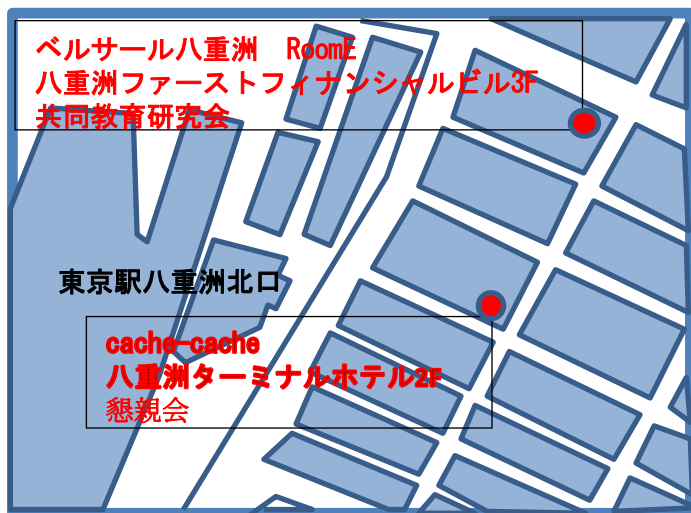 ベルサール八重洲　RoomE
八重洲ファーストフィナンシャルビル3F
共同教育研究会
東京駅八重洲北口
cache-cache
八重洲ターミナルホテル2F
懇親会